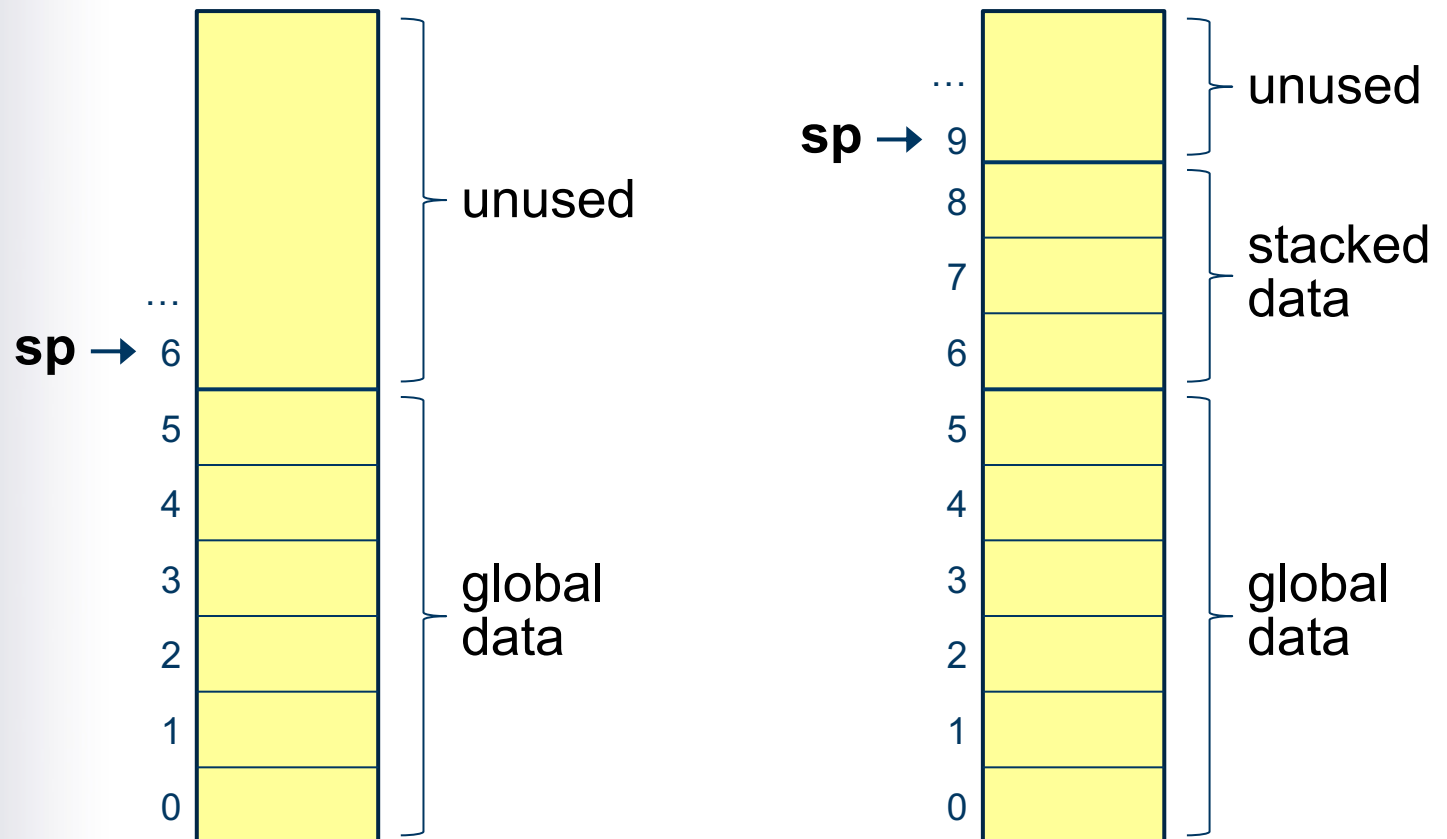 unused
...
sp → 6
5
4
3
2
1
0
global
data
...
sp → 9
8
7
6
5
4
3
2
1
0
unused
stacked
data
global
data